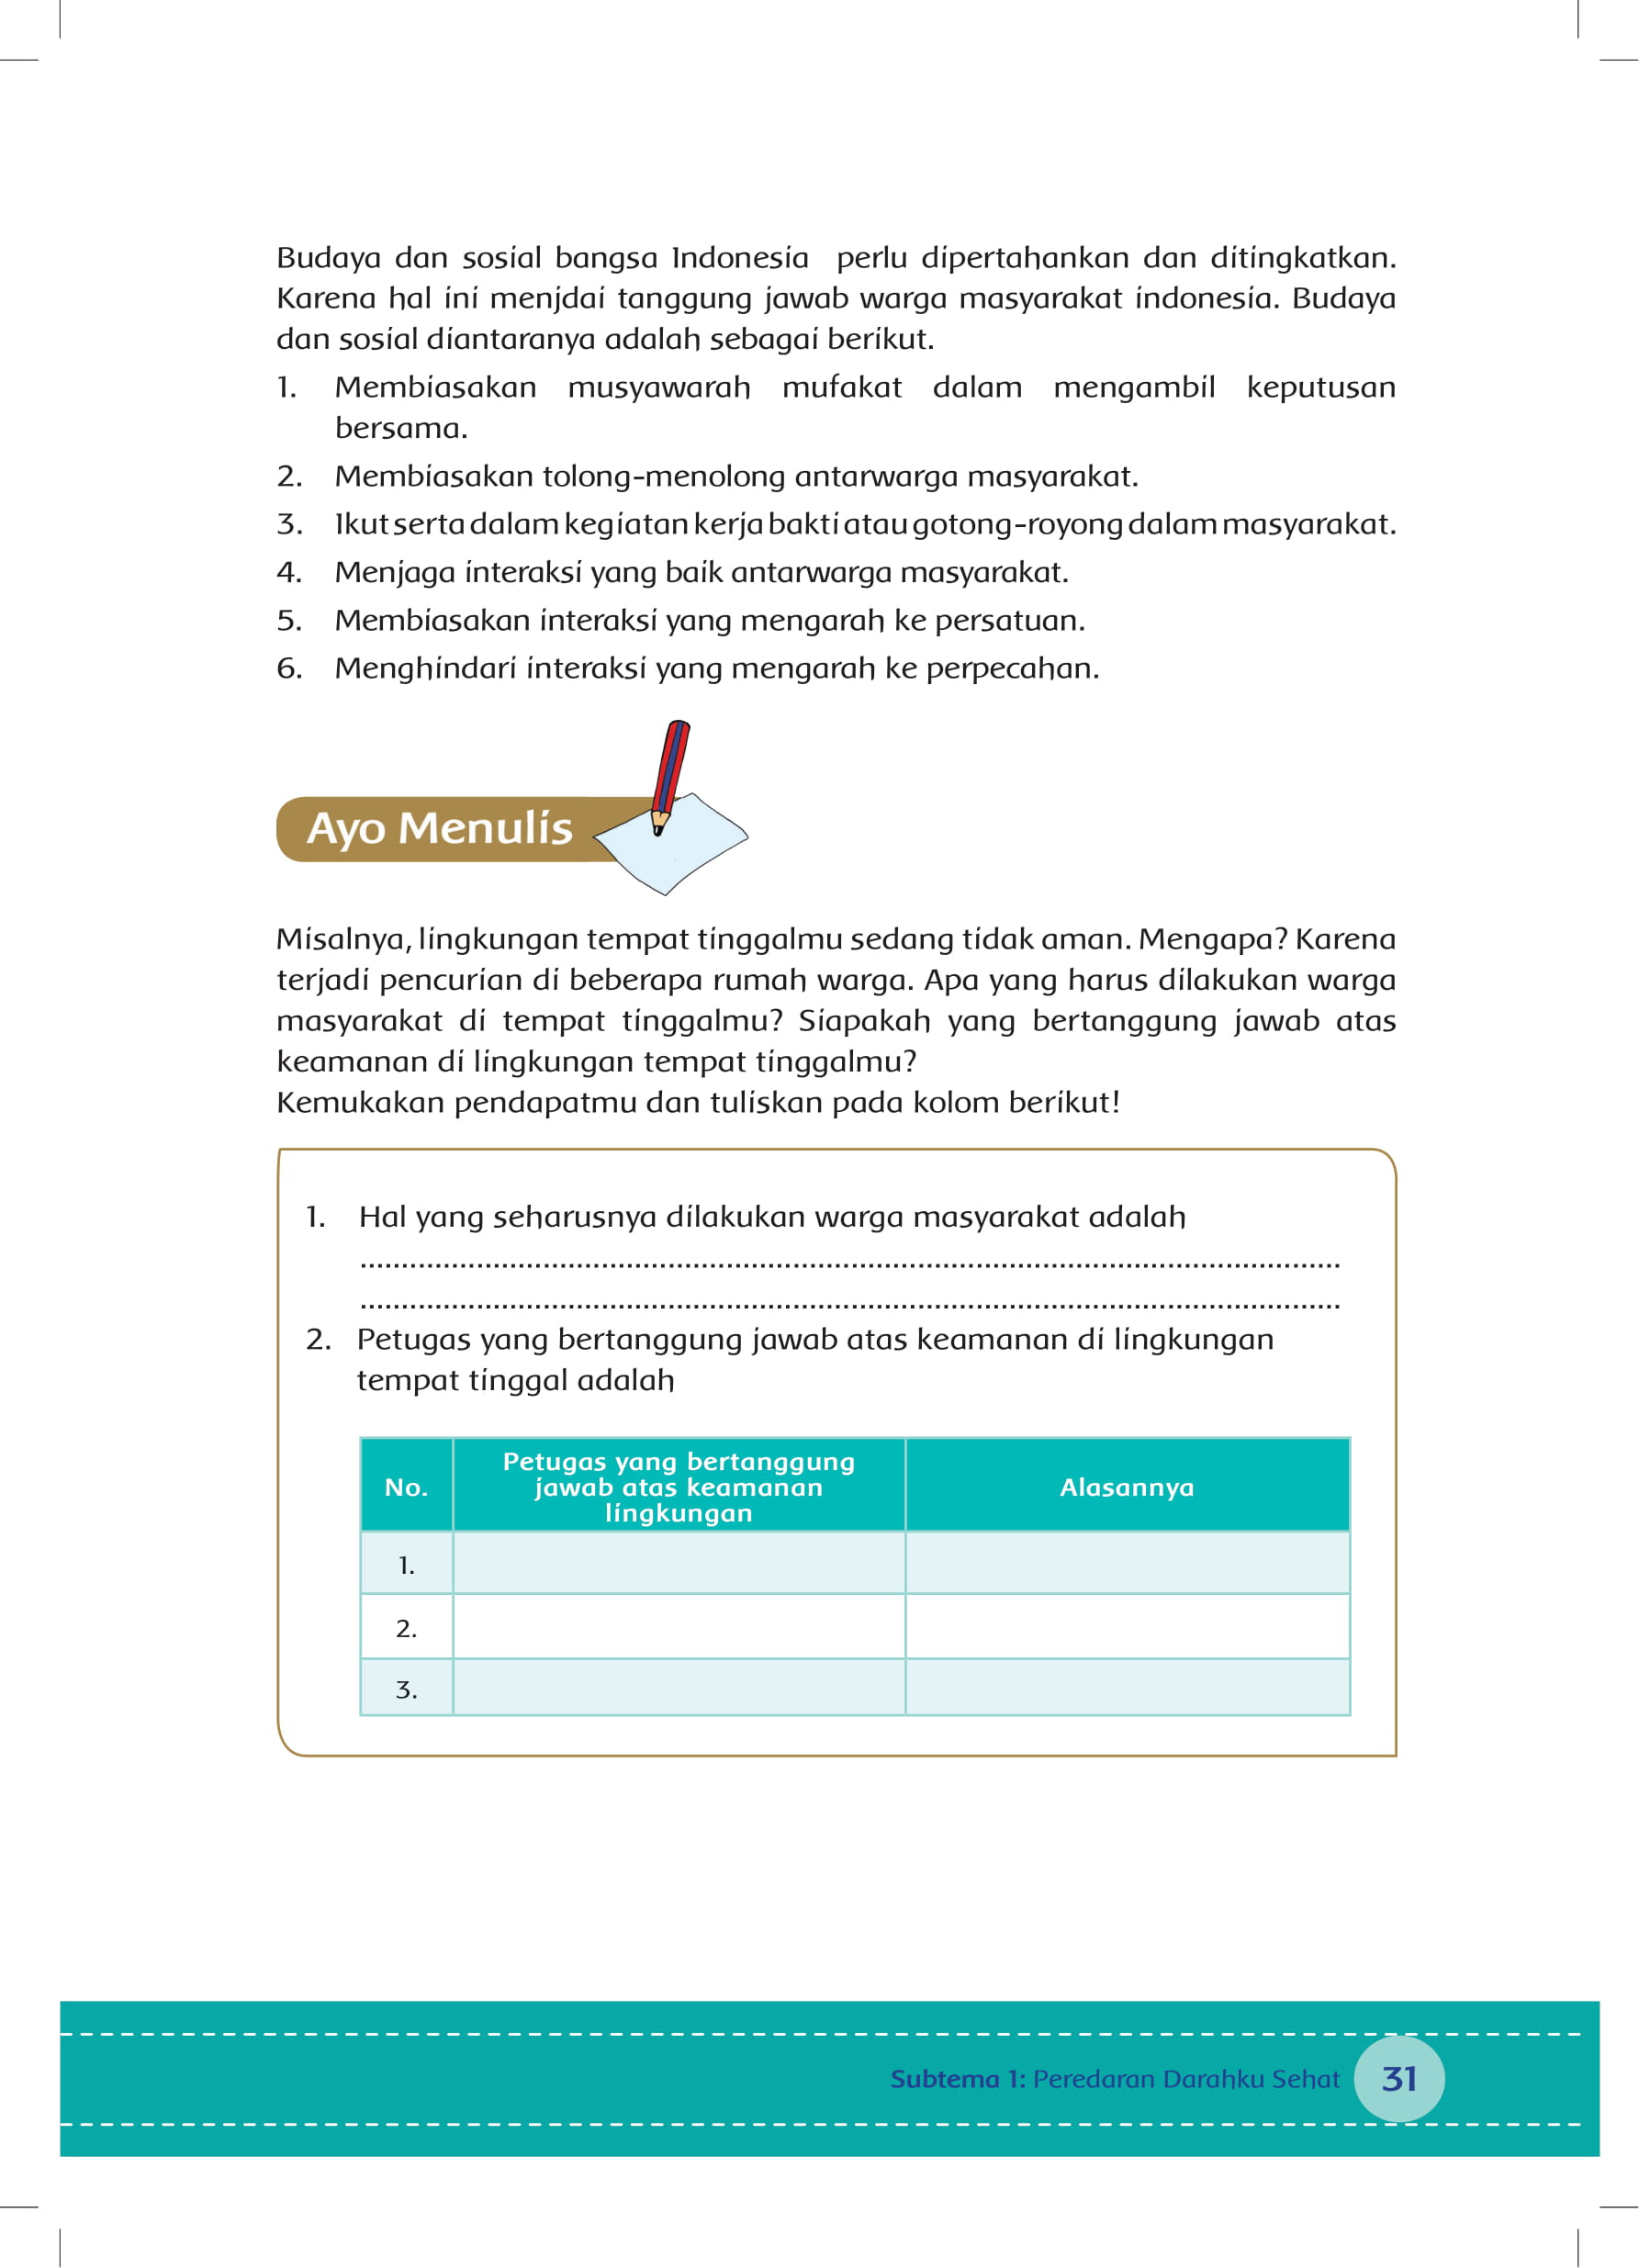 Budaya dan sosial bangsa Indonesia perlu dipertahankan dan ditingkatkan.
Karena hal ini menjdai tanggung jawab warga masyarakat indonesia. Budaya
dan sosial diantaranya adalah sebagai berikut.
1. Membiasakan musyawarah mufakat dalam mengambil keputusan
bersama.
2. Membiasakan tolong-menolong antarwarga masyarakat.
3. Ikut serta dalam kegiatan kerja bakti atau gotong-royong dalam masyarakat.
4. Menjaga interaksi yang baik antarwarga masyarakat.
5. Membiasakan interaksi yang mengarah ke persatuan.
6. Menghindari interaksi yang mengarah ke perpecahan.
Ayo Menulis
Misalnya, lingkungan tempat tinggalmu sedang tidak aman. Mengapa? Karena
terjadi pencurian di beberapa rumah warga. Apa yang harus dilakukan warga
masyarakat di tempat tinggalmu? Siapakah yang bertanggung jawab atas
keamanan di lingkungan tempat tinggalmu?
Kemukakan pendapatmu dan tuliskan pada kolom berikut!
1. Hal yang seharusnya dilakukan warga masyarakat adalah
2. Petugas yang bertanggung jawab atas keamanan di lingkungan
tempat tinggal adalah
No.
Petugas yang bertanggung
jawab atas keamanan
lingkungan
Alasannya
1.
2.
3.
Subtema 1: Peredaran Darahku Sehat
31